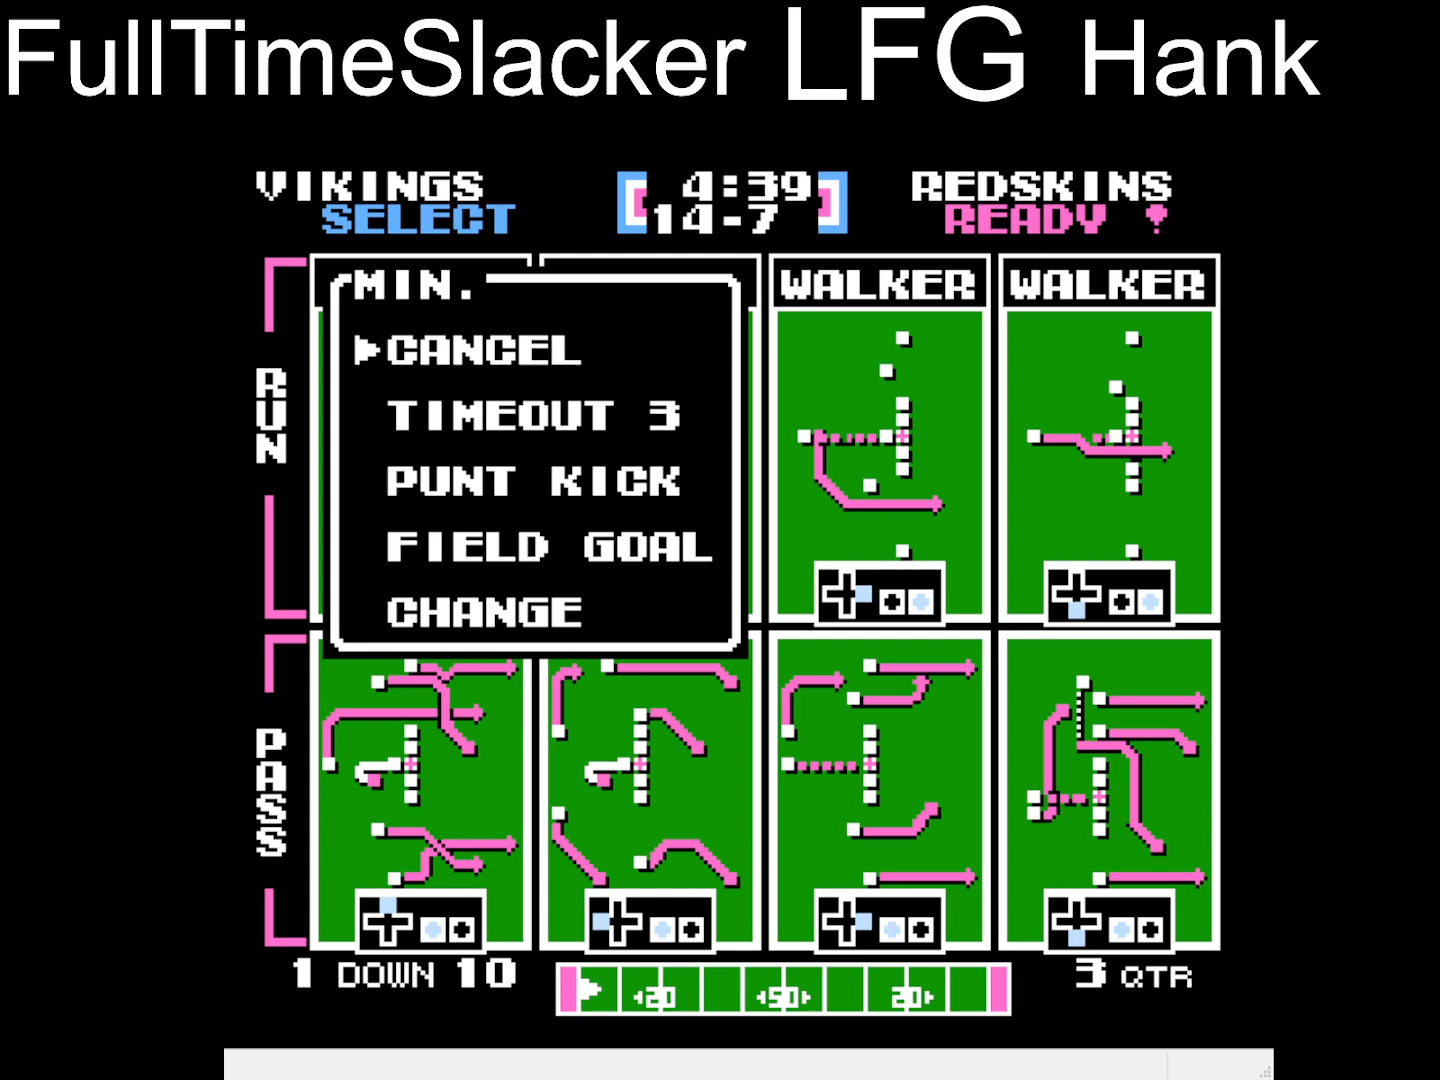 FullTimeSlacker LFG Hank
VIKINGS 4:39 REDSKINS
SELECT 14-7 READY !
MIN.
CANCEL
TIMEOUT 3
PUNT KICK
FIELD GOAL
CHANGE
WALKER WALKER
RUN
PASS
1 DOWN 10
20 50 20
3 QTR